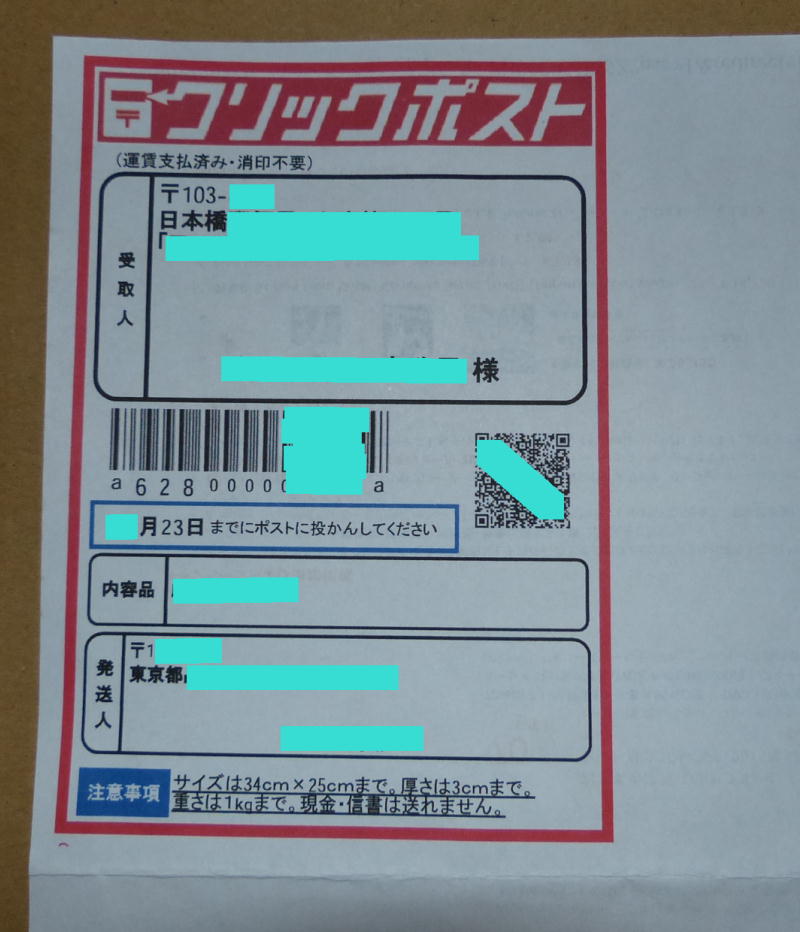 クリックポスト
(運賃支払済み・消印不要)
受取人
〒103-
日本橋
「
様
a628 0000 a
月23日 までにポストに投かんしてください
内容品
発送人
〒1
東京都
注意事項
サイズは34cm×25cmまで。厚さは3cmまで。
重さは1kgまで。現金・信書は送れません。